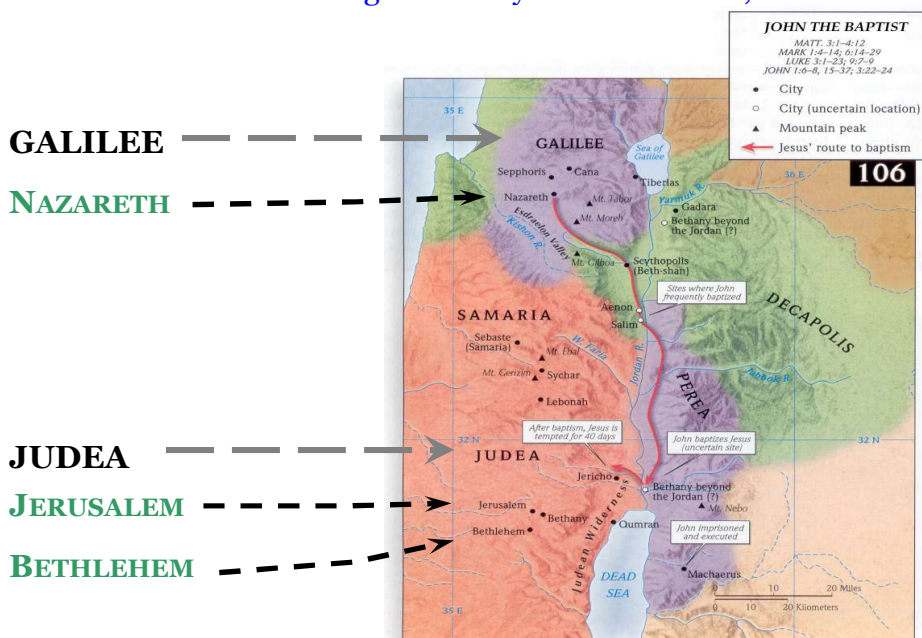 JOHN THE BAPTIST
MATT. 3:1–4:12
MARK 1:4–14; 6:14–29
LUKE 3:1–23; 9:7–9
JOHN 1:6–8, 15–37; 3:22–24
City
City (uncertain location)
Mountain peak
Jesus' route to baptism
106
35 E
36 E
GALILEE
NAZARETH
GALILEE
Sea of
Galilee
Sepphoris
Cana
Tiberias
Nazareth
Mt. Tabor
Mt. Moreh
Yarmuk R.
Gadara
Bethany beyond
the Jordan (?)
Esdraelon Valley
Kishon R.
Mt. Gilboa
Scythopolis
(Beth-shan)
Sites where John
frequently baptized
Aenon
Salim
DECAPOLIS
SAMARIA
Sebaste
(Samaria)
Mt. Ebal
W. Faria
Mt. Gerizim
Sychar
Jordan R.
Jabbok R.
PEREA
Lebonah
After baptism, Jesus is
tempted for 40 days
32 N
John baptizes Jesus
(uncertain site)
32 N
JUDEA
JERUSALEM
BETHLEHEM
JUDEA
Jericho
Bethany beyond
the Jordan (?)
Mt. Nebo
Jerusalem
Bethany
Judean Wilderness
Qumran
Bethlehem
John imprisoned
and executed
DEAD
SEA
Machaerus
0 10 20 Miles
0 10 20 Kilometers
35 E